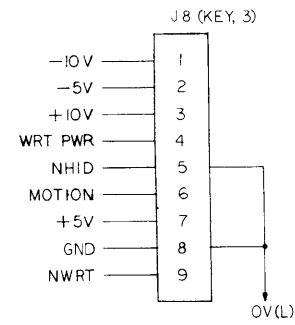 J8 (KEY, 3)
-10V 1
-5V 2
+10V 3
WRT PWR 4
NHID 5
MOTION 6
+5V 7
GND 8
NWRT 9
OV(L)